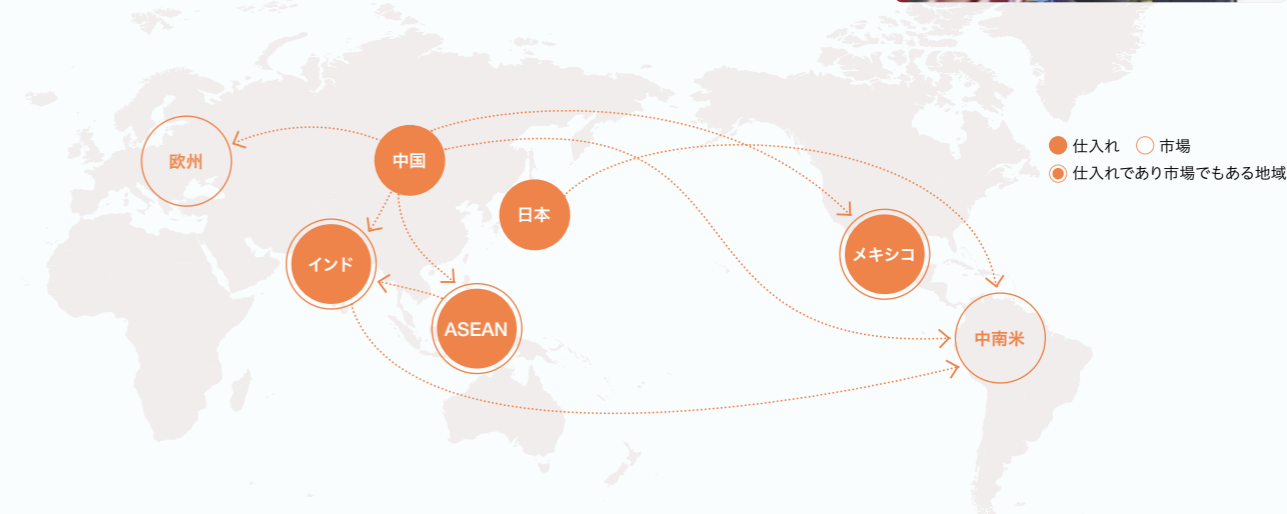 欧州
中国
日本
インド
ASEAN
メキシコ
中南米
仕入れ 市場
仕入れであり市場でもある地域